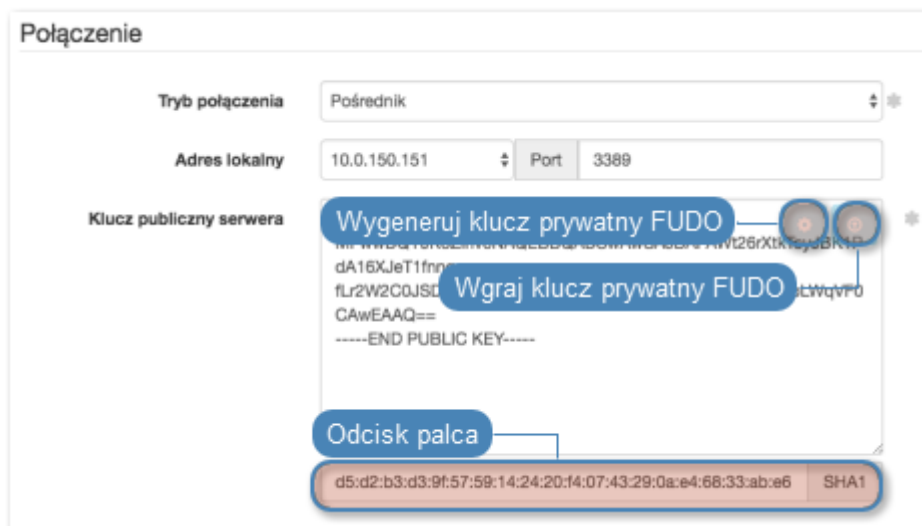 Połączenie
Tryb połączenia Pośrednik
Adres lokalny 10.0.150.151 Port 3389
Klucz publiczny serwera Wygeneruj klucz prywatny FUDO
dA16XJeT1fnn
fLr2W2C0JSD Wgraj klucz prywatny FUDO LWqVF0
CAwEAAQ==
-----END PUBLIC KEY-----
Odcisk palca
d5:d2:b3:d3:9f:57:59:14:24:20:f4:07:43:29:0a:e4:68:33:ab:e6 SHA1